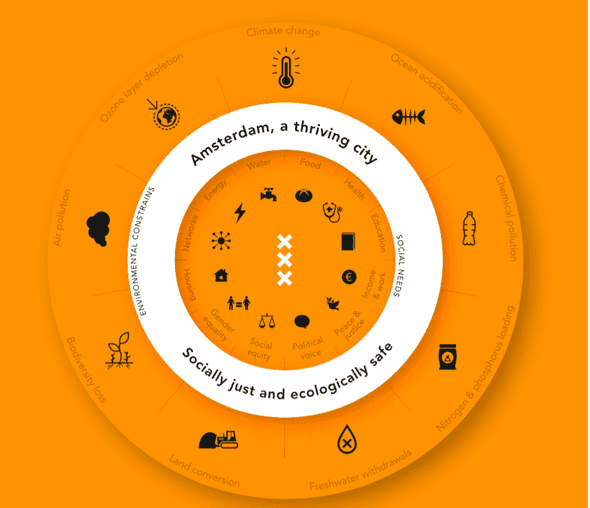 Climate change
Ocean acidification
Chemical pollution
Nitrogen & phosphorus loading
Freshwater withdrawals
Land conversion
Biodiversity loss
Air pollution
Ozone layer depletion
Amsterdam, a thriving city
SOCIAL NEEDS
Socially just and ecologically safe
ENVIRONMENTAL CONSTRAINS
Water
Food
Health
Education
Income
& work
Peace &
justice
Political
voice
Social
equity
Gender
equality
Housing
Networks
Energy
€